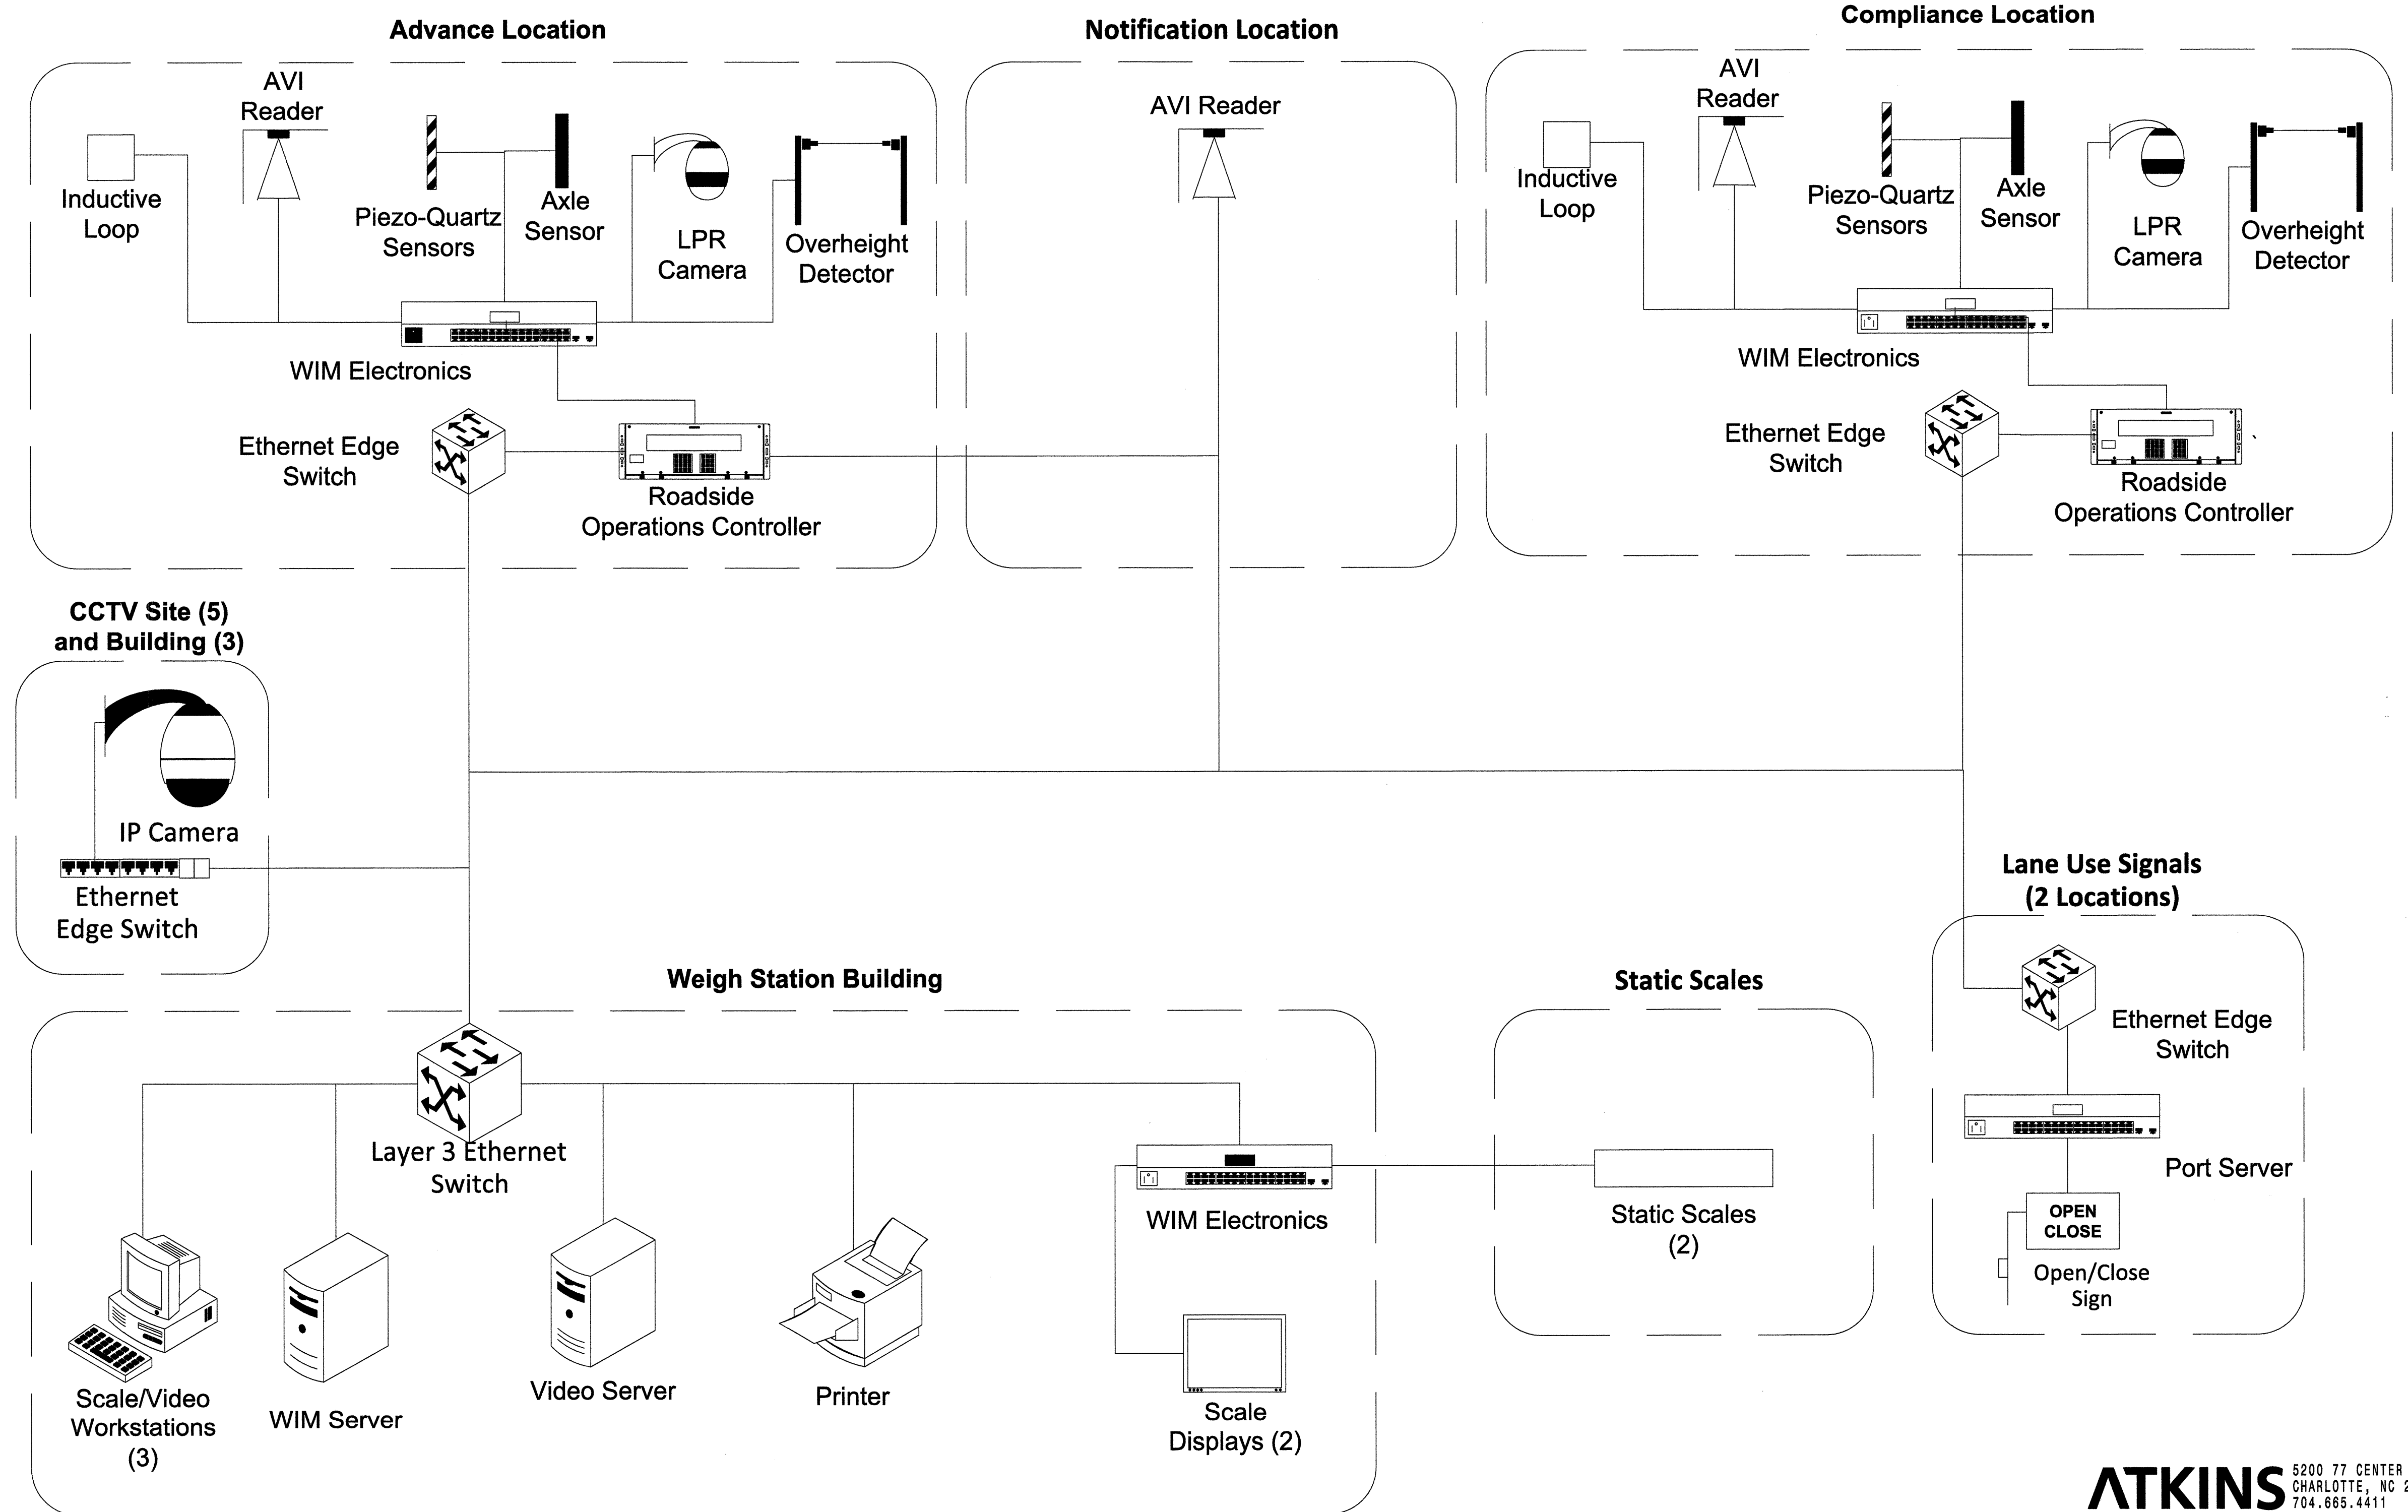 Advance Location
Notification Location
Compliance Location
AVI
Reader
Inductive
Loop
Piezo-Quartz
Sensors
Axle
Sensor
LPR
Camera
Overheight
Detector
WIM Electronics
Ethernet Edge
Switch
Roadside
Operations Controller
AVI Reader
AVI
Reader
Inductive
Loop
Piezo-Quartz
Sensors
Axle
Sensor
LPR
Camera
Overheight
Detector
WIM Electronics
Ethernet Edge
Switch
Roadside
Operations Controller
CCTV Site (5)
and Building (3)
IP Camera
Ethernet
Edge Switch
Lane Use Signals
(2 Locations)
Ethernet Edge
Switch
Port Server
OPEN
CLOSE
Open/Close
Sign
Weigh Station Building
Layer 3 Ethernet
Switch
Scale/Video
Workstations
(3)
WIM Server
Video Server
Printer
WIM Electronics
Scale
Displays (2)
Static Scales
Static Scales
(2)
ATKINS
5200 77 CENTER
CHARLOTTE, NC
704.665.4411